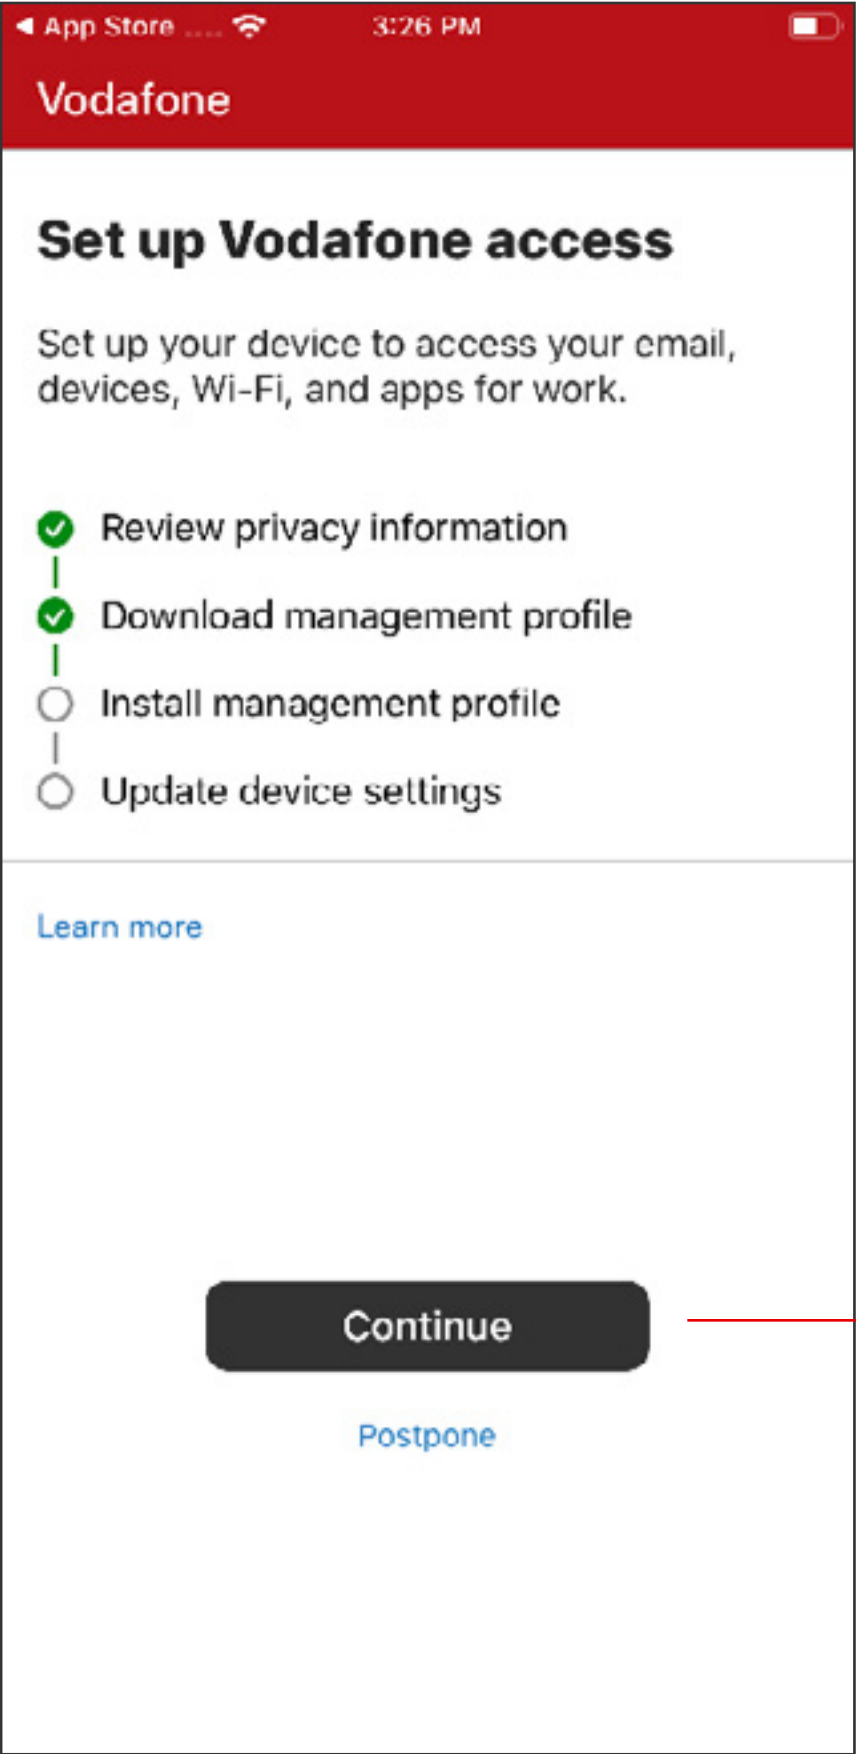 App Store
3:26 PM
Vodafone
Set up Vodafone access
Set up your device to access your email,
devices, Wi-Fi, and apps for work.
Review privacy information
Download management profile
Install management profile
Update device settings
Learn more
Continue
Postpone